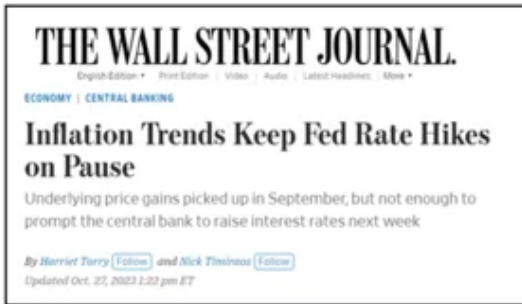 THE WALL STREET JOURNAL.
English Edition ▾ | Print Edition | Video | Audio | Latest Headlines | More ▾
ECONOMY | CENTRAL BANKING
Inflation Trends Keep Fed Rate Hikes
on Pause
Underlying price gains picked up in September, but not enough to
prompt the central bank to raise interest rates next week
By Harriet Torry Follow and Nick Timiraos Follow
Updated Oct. 27, 2023 1:22 pm ET